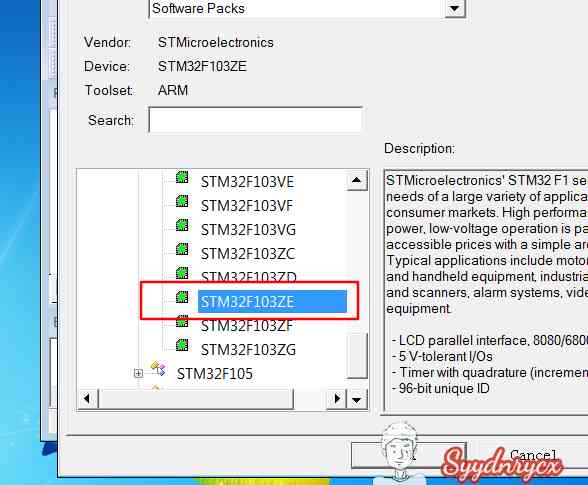 Software Packs
Vendor: STMicroelectronics
Device: STM32F103ZE
Toolset: ARM
Search:
Description:
STM32F103VE
STM32F103VF
STM32F103VG
STM32F103ZC
STM32F103ZD
STM32F103ZE
STM32F103ZF
STM32F103ZG
STM32F105
STMicroelectronics' STM32 F1 se
needs of a large variety of applica
consumer markets. High performa
power, low-voltage operation is pa
accessible prices with a simple ar
Typical applications include motor
and handheld equipment, industria
and scanners, alarm systems, vide
equipment.
- LCD parallel interface, 8080/6800
- 5 V-tolerant I/Os
- Timer with quadrature (increment
- 96-bit unique ID
Cancel
Syydnrycx